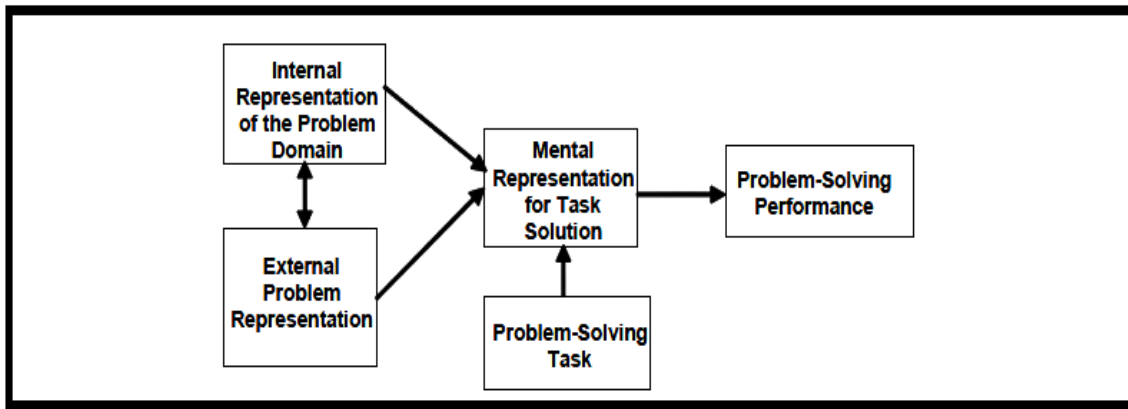 Internal
Representation
of the Problem
Domain
External
Problem
Representation
Mental
Representation
for Task
Solution
Problem-Solving
Task
Problem-Solving
Performance